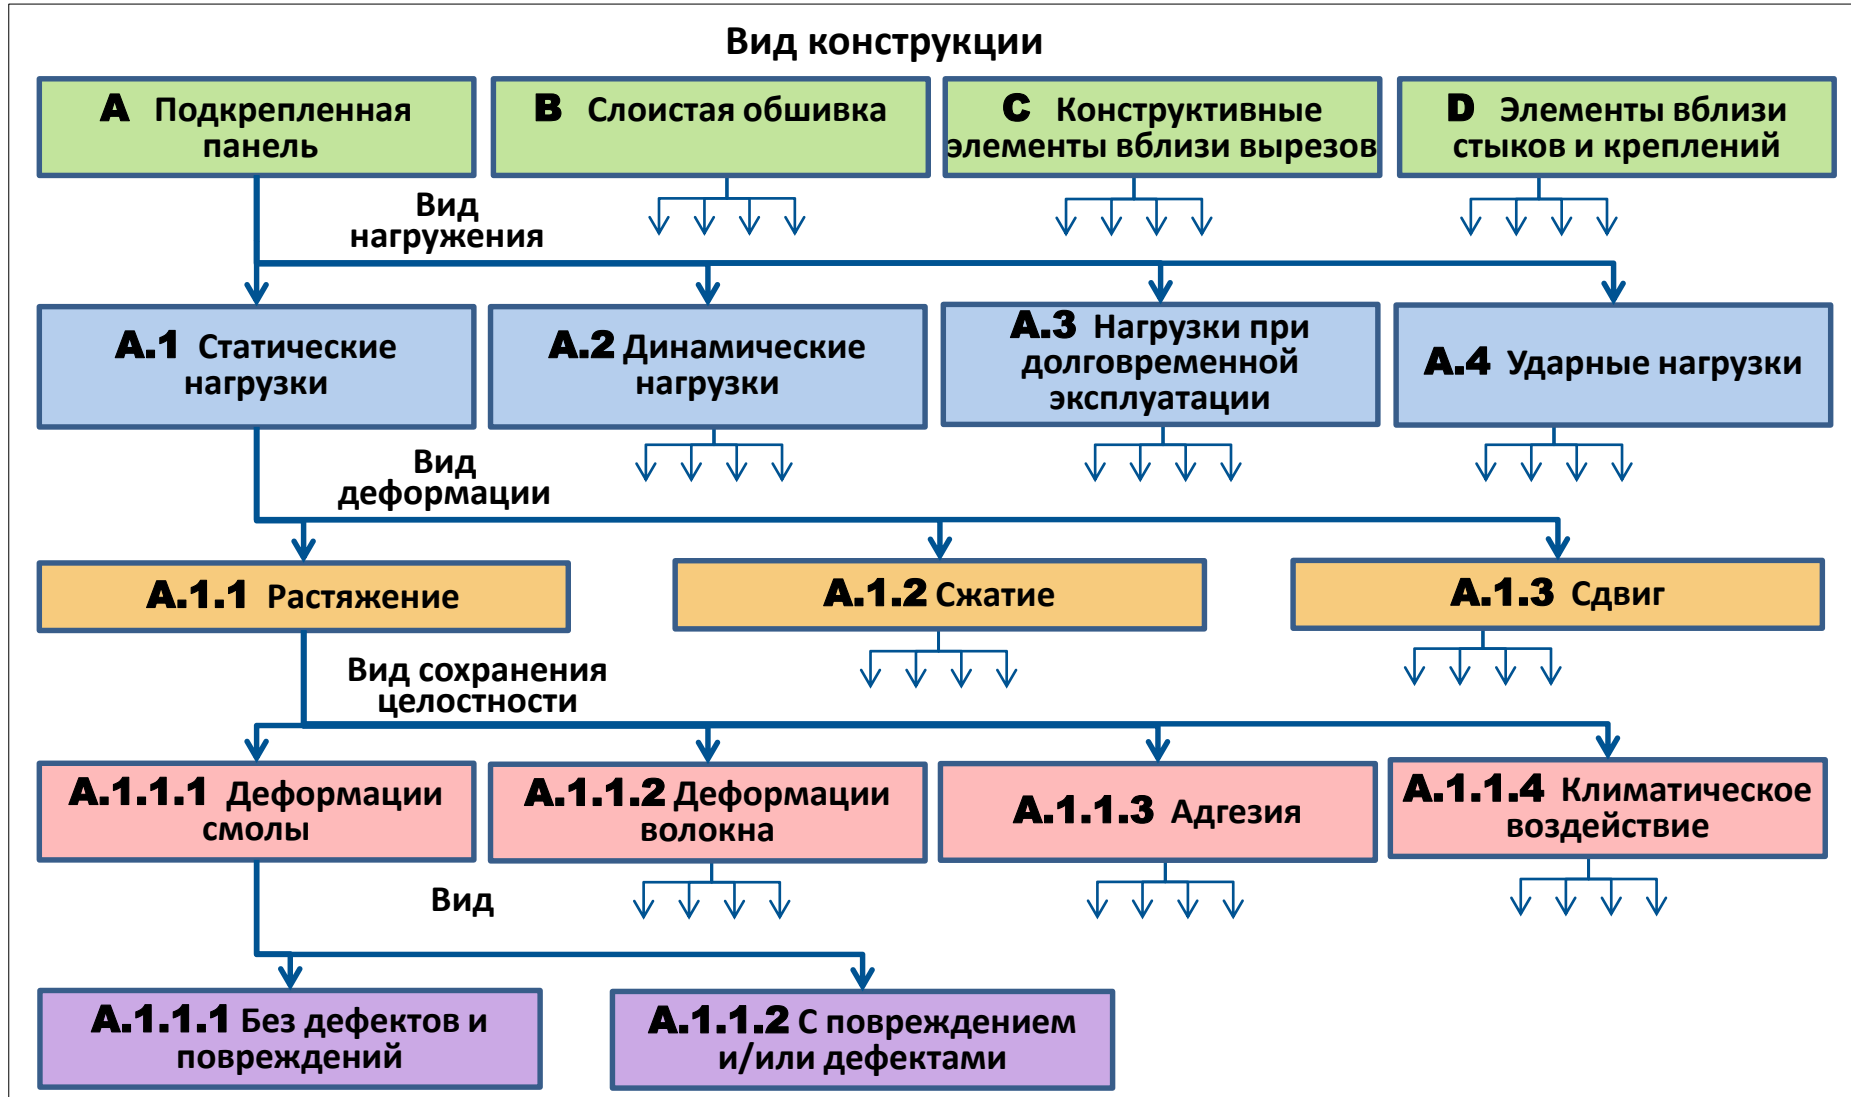 Вид конструкции
A Подкрепленная
панель
B Слоистая обшивка
C Конструктивные
элементы вблизи вырезов
D Элементы вблизи
стыков и креплений
Вид
нагружения
A.1 Статические
нагрузки
A.2 Динамические
нагрузки
A.3 Нагрузки при
долговременной
эксплуатации
A.4 Ударные нагрузки
Вид
деформации
A.1.1 Растяжение
A.1.2 Сжатие
A.1.3 Сдвиг
Вид сохранения
целостности
A.1.1.1 Деформации
смолы
A.1.1.2 Деформации
волокна
A.1.1.3 Адгезия
A.1.1.4 Климатическое
воздействие
Вид
A.1.1.1 Без дефектов и
повреждений
A.1.1.2 С повреждением
и/или дефектами